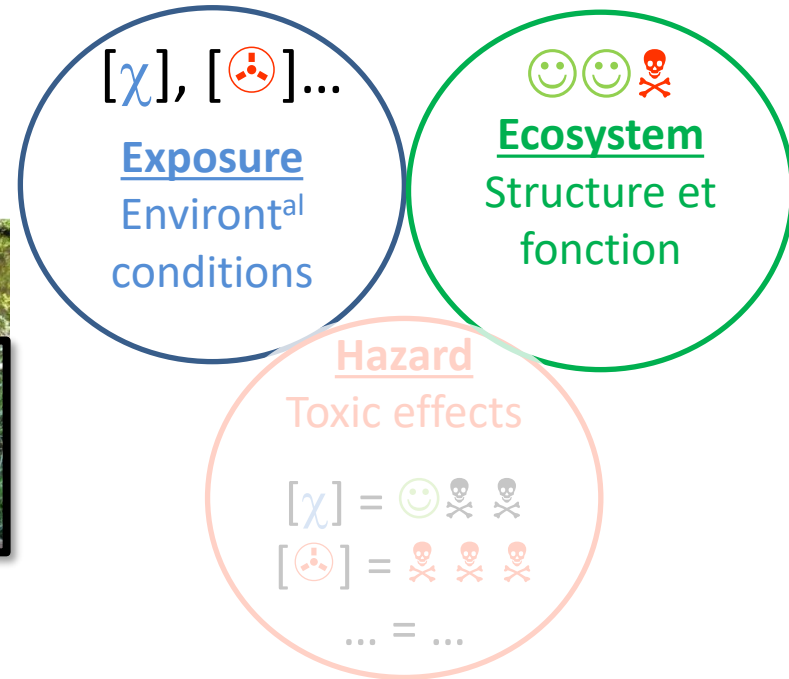 [χ], [☢]...
Exposure
Environtal
conditions
☺☺☠
Ecosystem
Structure et
fonction
Hazard
Toxic effects
[χ] = ☺☠ ☠
[☢] = ☠ ☠ ☠
... = ...